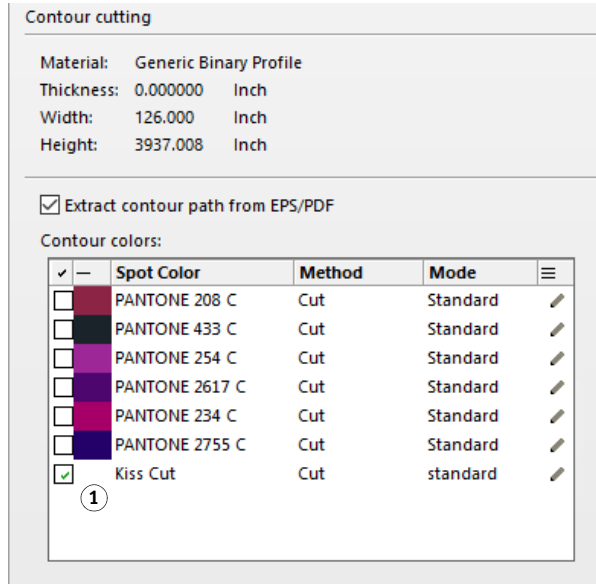 Contour cutting
Material: Generic Binary Profile
Thickness: 0.000000 Inch
Width: 126.000 Inch
Height: 3937.008 Inch
Extract contour path from EPS/PDF
Contour colors:
Spot Color Method Mode
PANTONE 208 C Cut Standard
PANTONE 433 C Cut Standard
PANTONE 254 C Cut Standard
PANTONE 2617 C Cut Standard
PANTONE 234 C Cut Standard
PANTONE 2755 C Cut Standard
Kiss Cut Cut standard
1